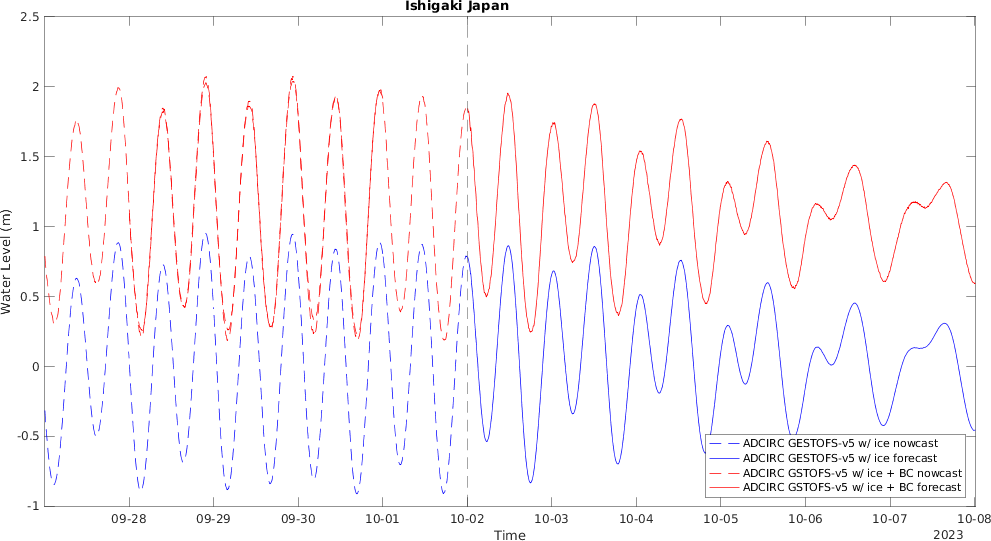 Ishigaki Japan
2.5
2
1.5
1
0.5
0
-0.5
-1
Water Level (m)
09-28 09-29 09-30 10-01 10-02 10-03 10-04 10-05 10-06 10-07 10-08
Time
2023
ADCIRC GESTOFS-v5 w/ ice nowcast
ADCIRC GESTOFS-v5 w/ ice forecast
ADCIRC GSTOFS-v5 w/ ice + BC nowcast
ADCIRC GSTOFS-v5 w/ ice + BC forecast